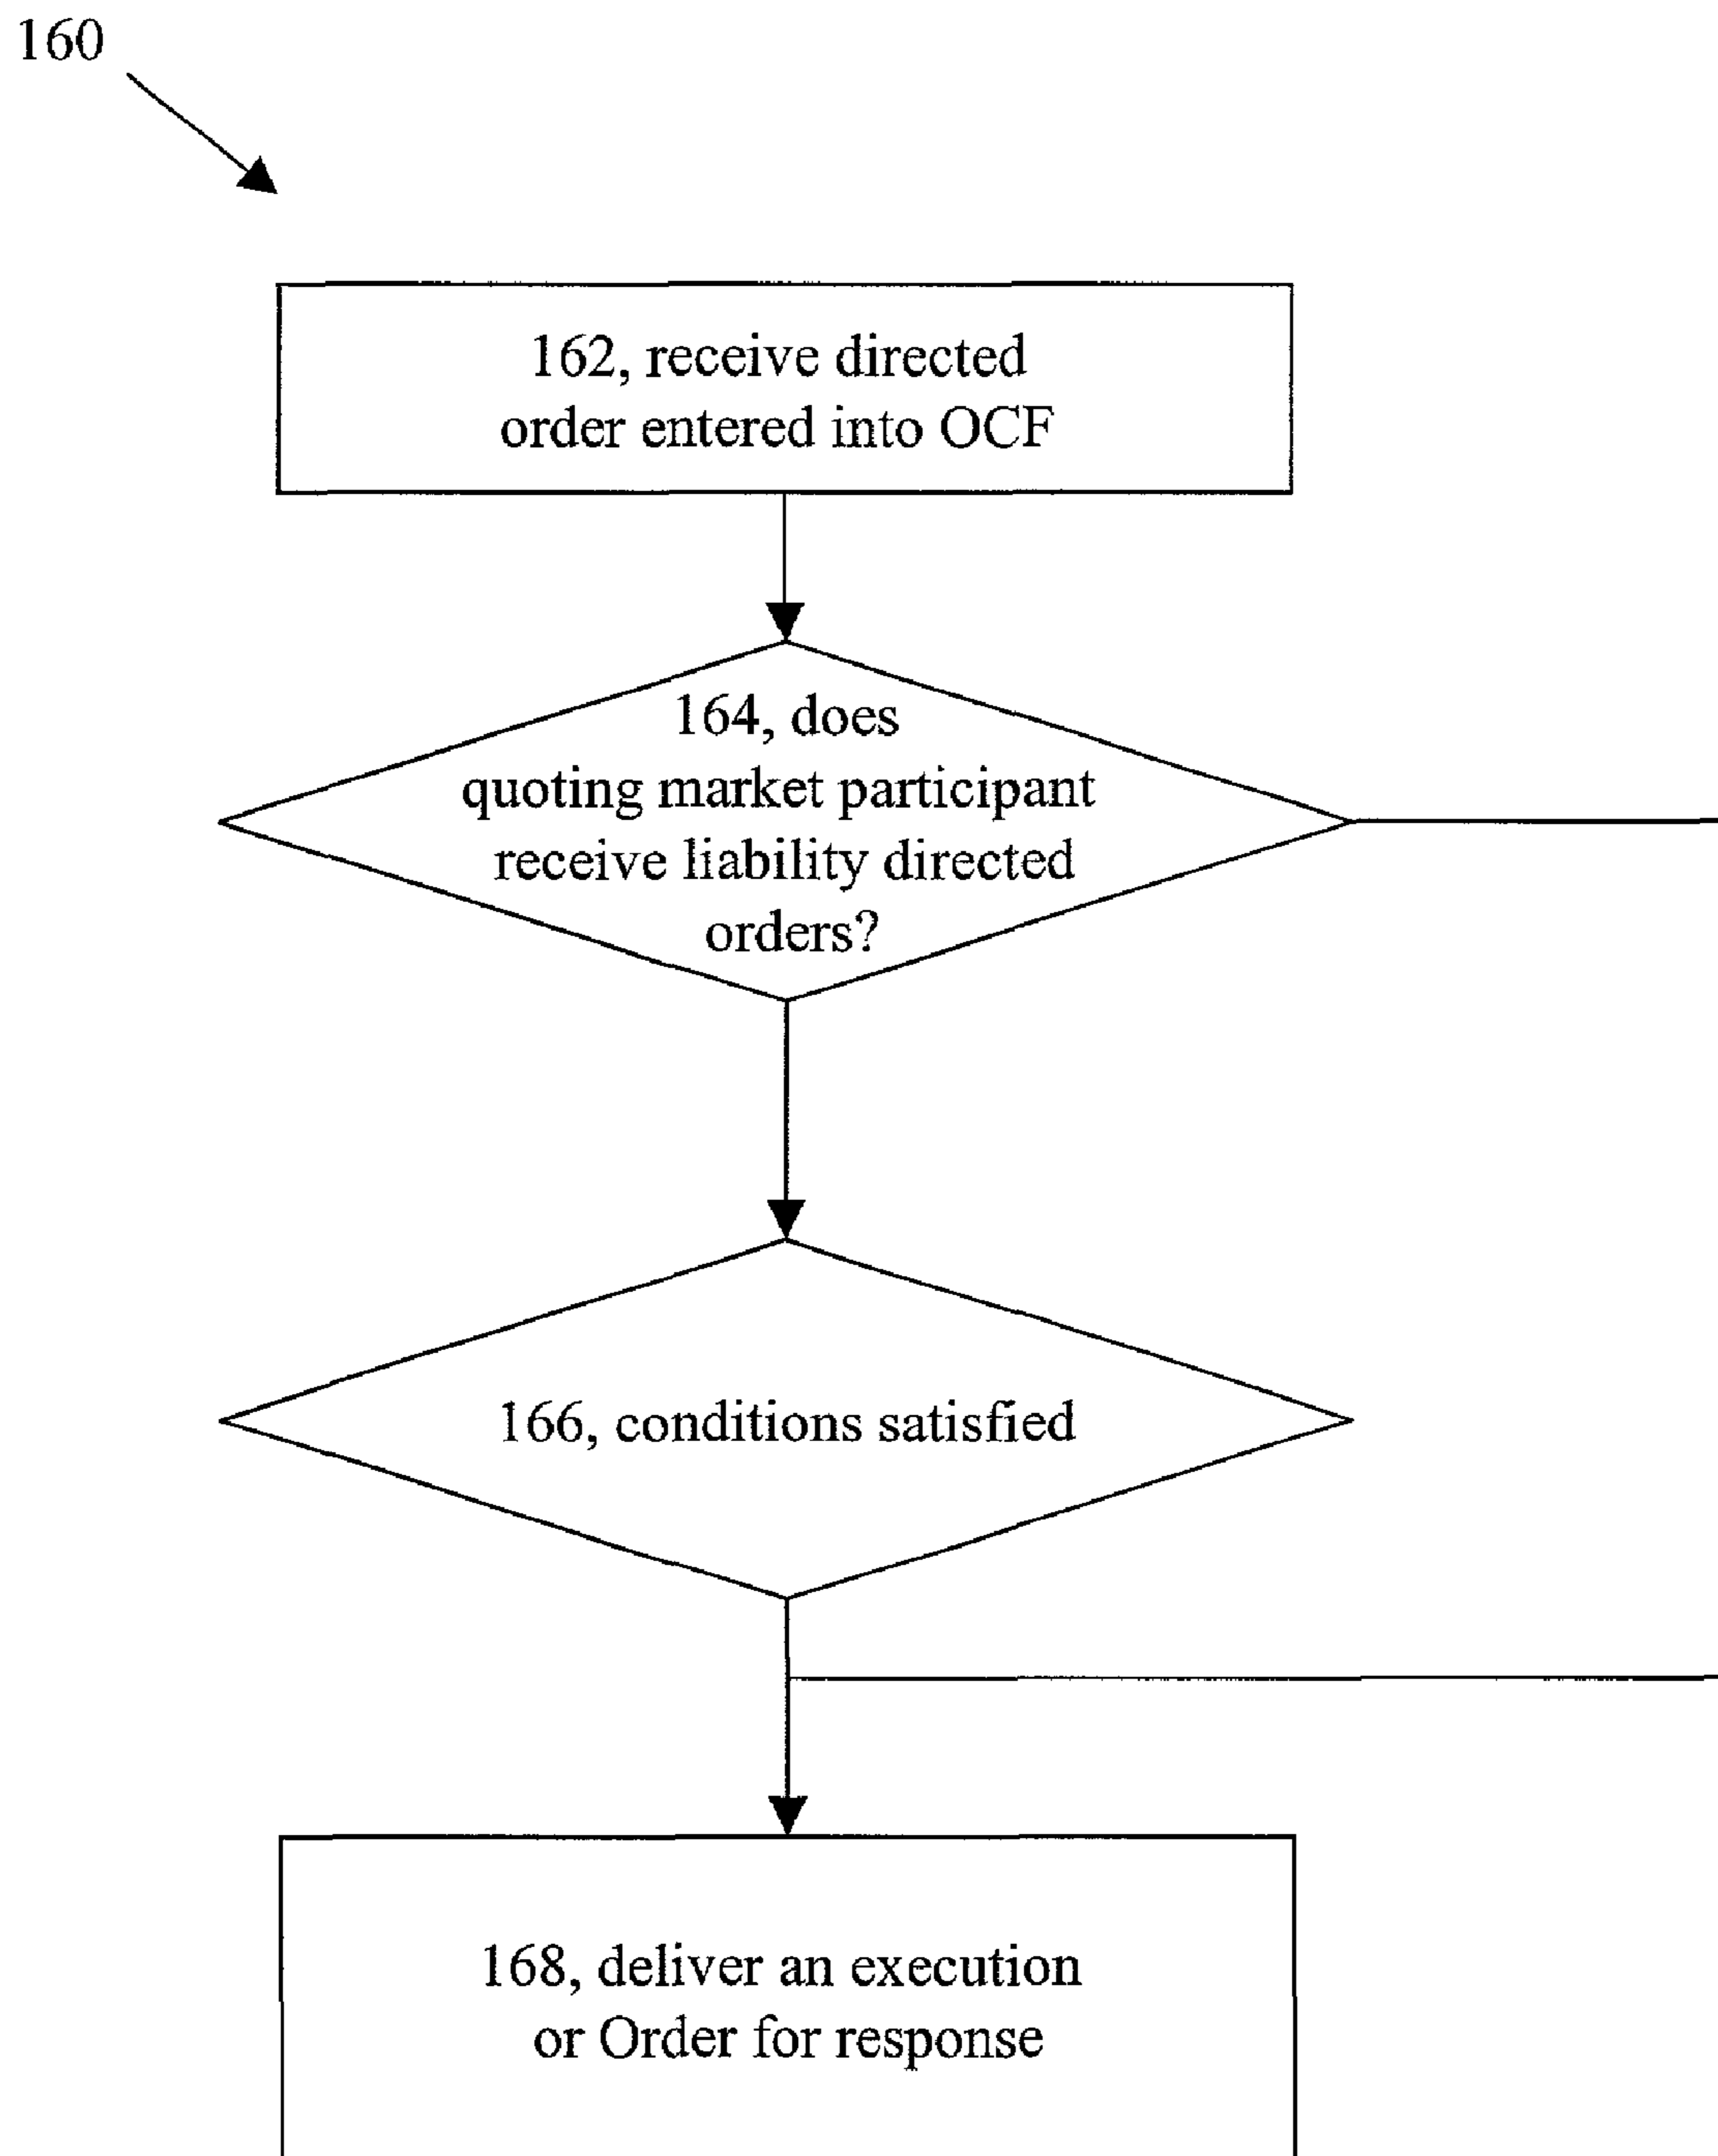 160
162, receive directed
order entered into OCF
164, does
quoting market participant
receive liability directed
orders?
166, conditions satisfied
168, deliver an execution
or Order for response